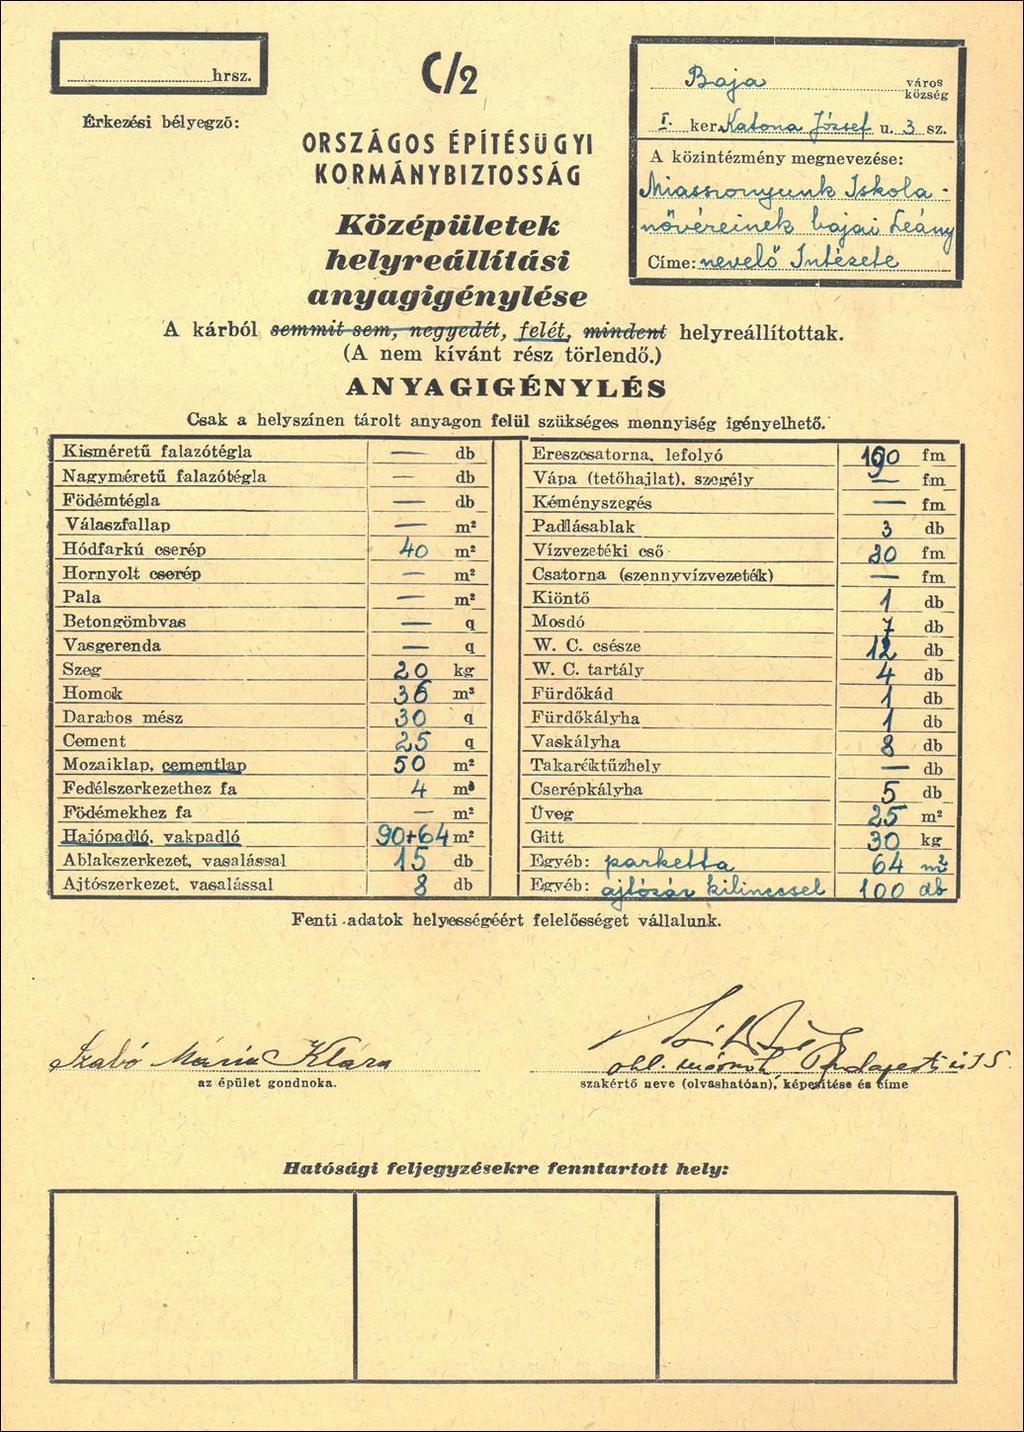 hrsz.
Érkezési bélyegző:
C/2
ORSZÁGOS ÉPÍTÉSÜGYI
KORMÁNYBIZTOSSÁG
Középületek
helyreállítási
anyagigénylése
Baja város
község
I. ker. Katona József u. 3 sz.
A közintézmény megnevezése:
Miasszonyunk Iskola-
nővéreinek bajai Leány
Címe: nevelő Intézete
A kárból semmit sem, negyedét, felét, mindent helyreállítottak.
(A nem kívánt rész törlendő.)
ANYAGIGÉNYLÉS
Csak a helyszínen tárolt anyagon felül szükséges mennyiség igényelhető.
Kisméretű falazótégla — db
Nagyméretű falazótégla — db
Födémtégla — db
Válaszfallap — m²
Hódfarkú cserép 40 m²
Hornyolt cserép — m²
Pala — m²
Betongömbvas — q
Vasgerenda — q
Szeg 20 kg
Homok 36 m³
Darabos mész 30 q
Cement 25 q
Mozaiklap, cementlap 50 m²
Fedélszerkezethez fa 4 m³
Födémekhez fa — m²
Hajópadló, vakpadló 90+64 m²
Ablakszerkezet, vasalással 15 db
Ajtószerkezet, vasalással 8 db
Ereszcsatorna, lefolyó 190 fm
Vápa (tetőhajlat), szegély — fm
Kéményszegés — fm
Padlásablak 3 db
Vízvezetéki cső 30 fm
Csatorna (szennyvízvezeték) — fm
Kiöntő 1 db
Mosdó 7 db
W. C. csésze 12 db
W. C. tartály 4 db
Fürdőkád 1 db
Fürdőkályha 1 db
Vaskályha 8 db
Takaréktűzhely — db
Cserépkályha 5 db
Üveg 25 m²
Gitt 30 kg
Egyéb: parketta 64 m²
Egyéb: ajtózár kilinccsel 100 db
Fenti adatok helyességéért felelősséget vállalunk.
Szabó Mária Klára
az épület gondnoka.
okl. mérnök Budapest
szakértő neve (olvashatóan), képesítése és címe
Hatósági feljegyzésekre fenntartott hely: